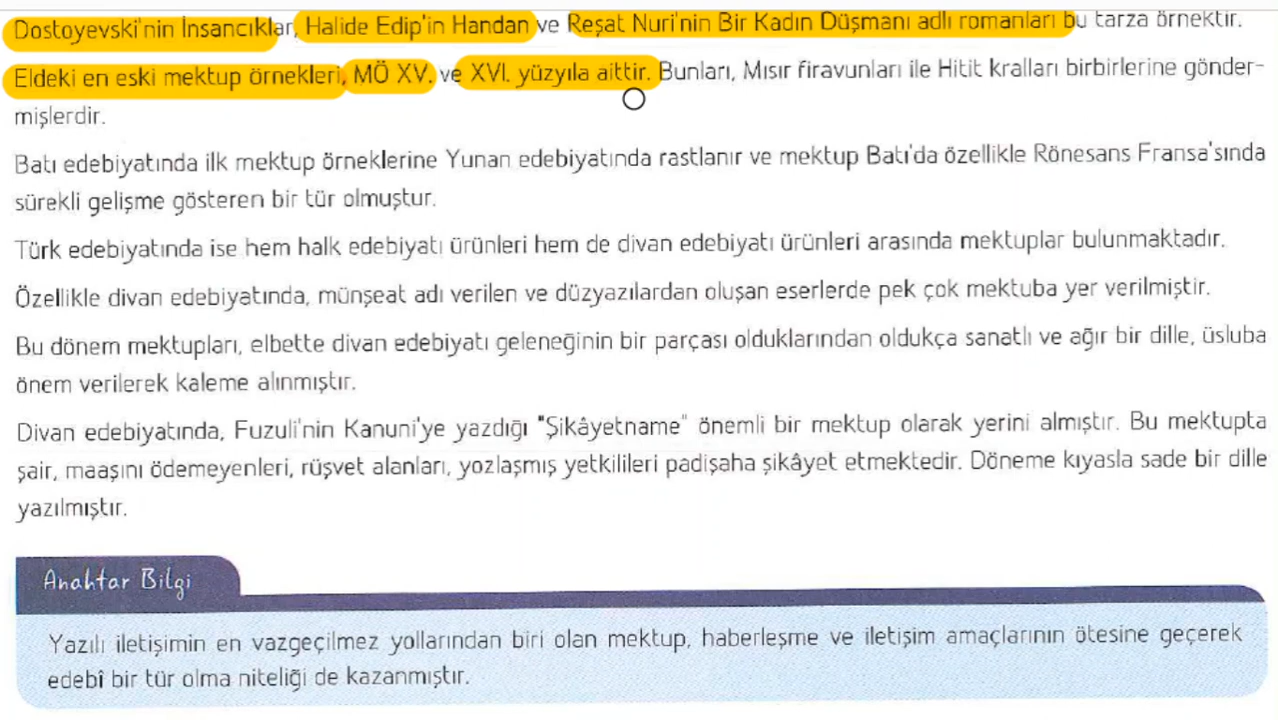 Dostoyevski'nin İnsancıklar, Halide Edip'in Handan ve Reşat Nuri'nin Bir Kadın Düşmanı adlı romanları bu tarza örnektir.
Eldeki en eski mektup örnekleri, MÖ XV. ve XVI. yüzyıla aittir. Bunları, Mısır firavunları ile Hitit kralları birbirlerine gönder-
mişlerdir.
Batı edebiyatında ilk mektup örneklerine Yunan edebiyatında rastlanır ve mektup Batı'da özellikle Rönesans Fransa'sında
sürekli gelişme gösteren bir tür olmuştur.
Türk edebiyatında ise hem halk edebiyatı ürünleri hem de divan edebiyatı ürünleri arasında mektuplar bulunmaktadır.
Özellikle divan edebiyatında, münşeat adı verilen ve düzyazılardan oluşan eserlerde pek çok mektuba yer verilmiştir.
Bu dönem mektupları, elbette divan edebiyatı geleneğinin bir parçası olduklarından oldukça sanatlı ve ağır bir dille, üsluba
önem verilerek kaleme alınmıştır.
Divan edebiyatında, Fuzuli'nin Kanuni'ye yazdığı "Şikâyetname" önemli bir mektup olarak yerini almıştır. Bu mektupta
şair, maaşını ödemeyenleri, rüşvet alanları, yozlaşmış yetkilileri padişaha şikâyet etmektedir. Döneme kıyasla sade bir dille
yazılmıştır.
Anahtar Bilgi
Yazılı iletişimin en vazgeçilmez yollarından biri olan mektup, haberleşme ve iletişim amaçlarının ötesine geçerek
edebî bir tür olma niteliği de kazanmıştır.